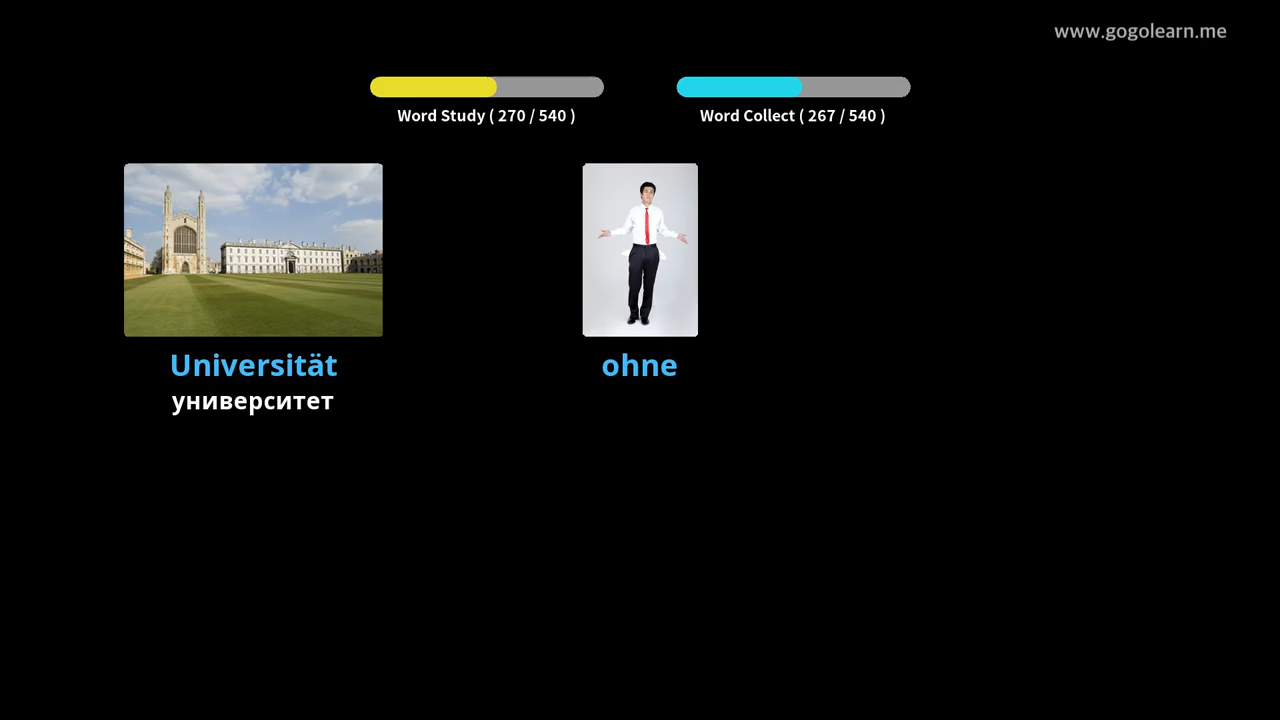 www.gogolearn.me
Word Study ( 270 / 540 )
Word Collect ( 267 / 540 )
Universität
ohne
университет